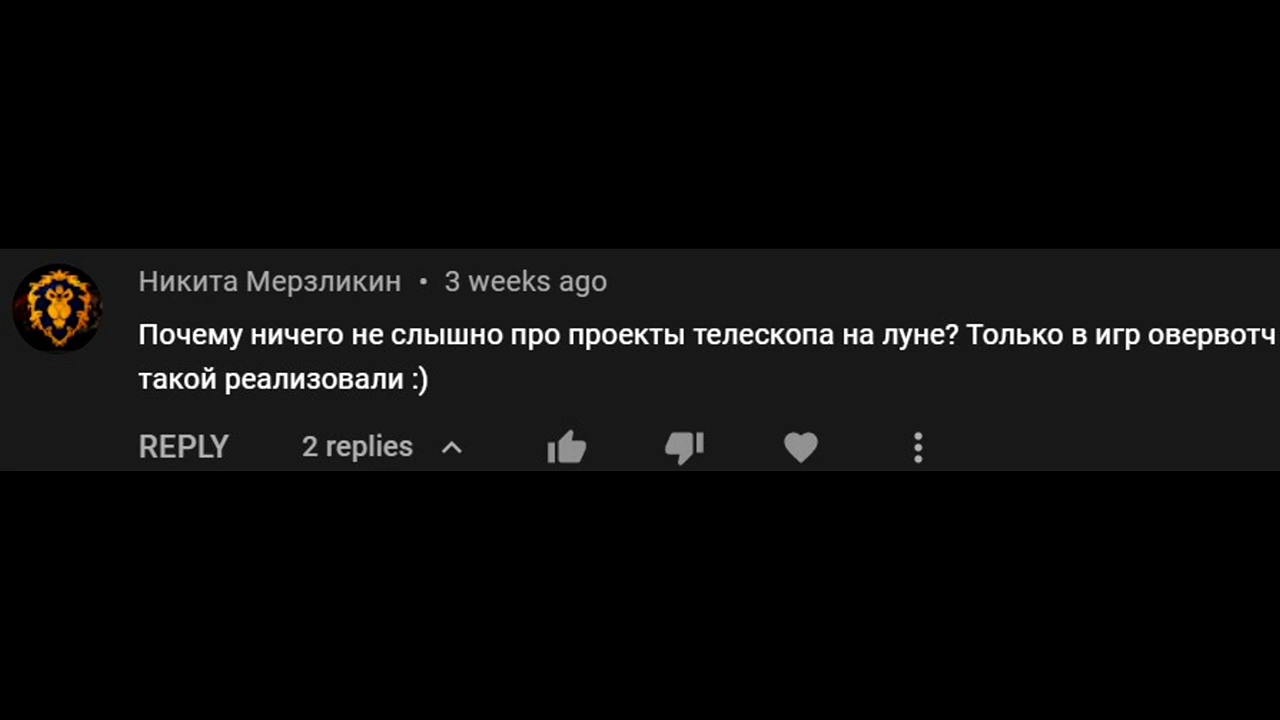 Никита Мерзликин • 3 weeks ago
Почему ничего не слышно про проекты телескопа на луне? Только в игр овервотч
такой реализовали :)
REPLY 2 replies